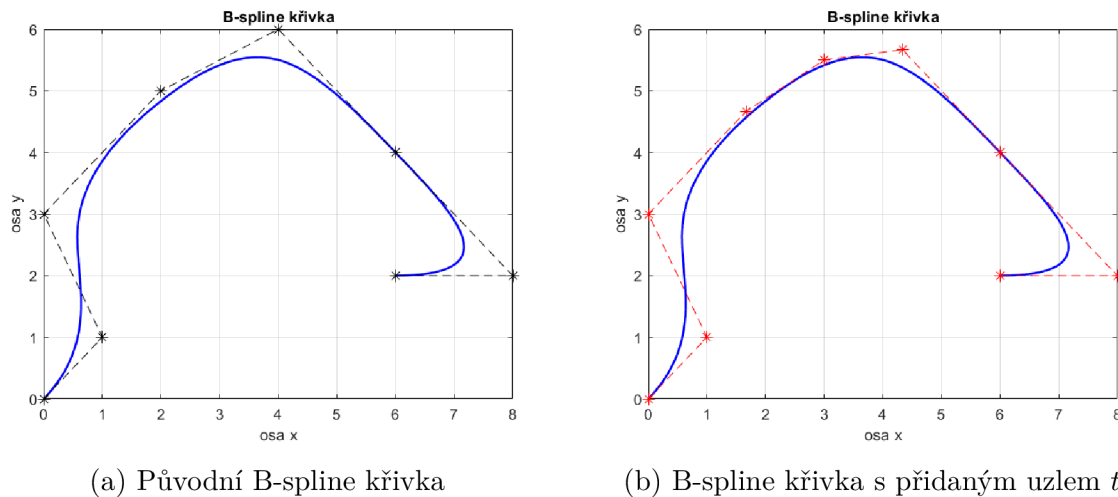 B-spline křivka
6
5
4
3
2
1
0
osa y
0 1 2 3 4 5 6 7 8
osa x
(a) Původní B-spline křivka
B-spline křivka
6
5
4
3
2
1
0
osa y
0 1 2 3 4 5 6 7 8
osa x
(b) B-spline křivka s přidaným uzlem t